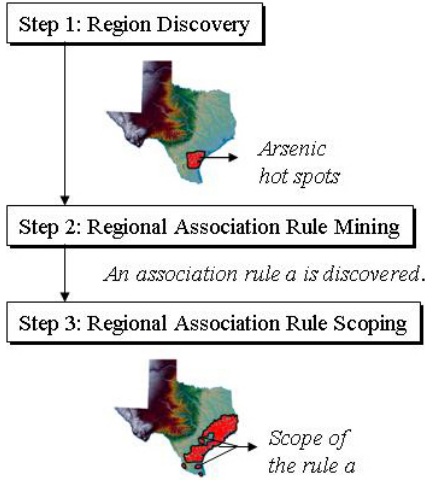 Step 1: Region Discovery
Arsenic
hot spots
Step 2: Regional Association Rule Mining
An association rule a is discovered.
Step 3: Regional Association Rule Scoping
Scope of
the rule a